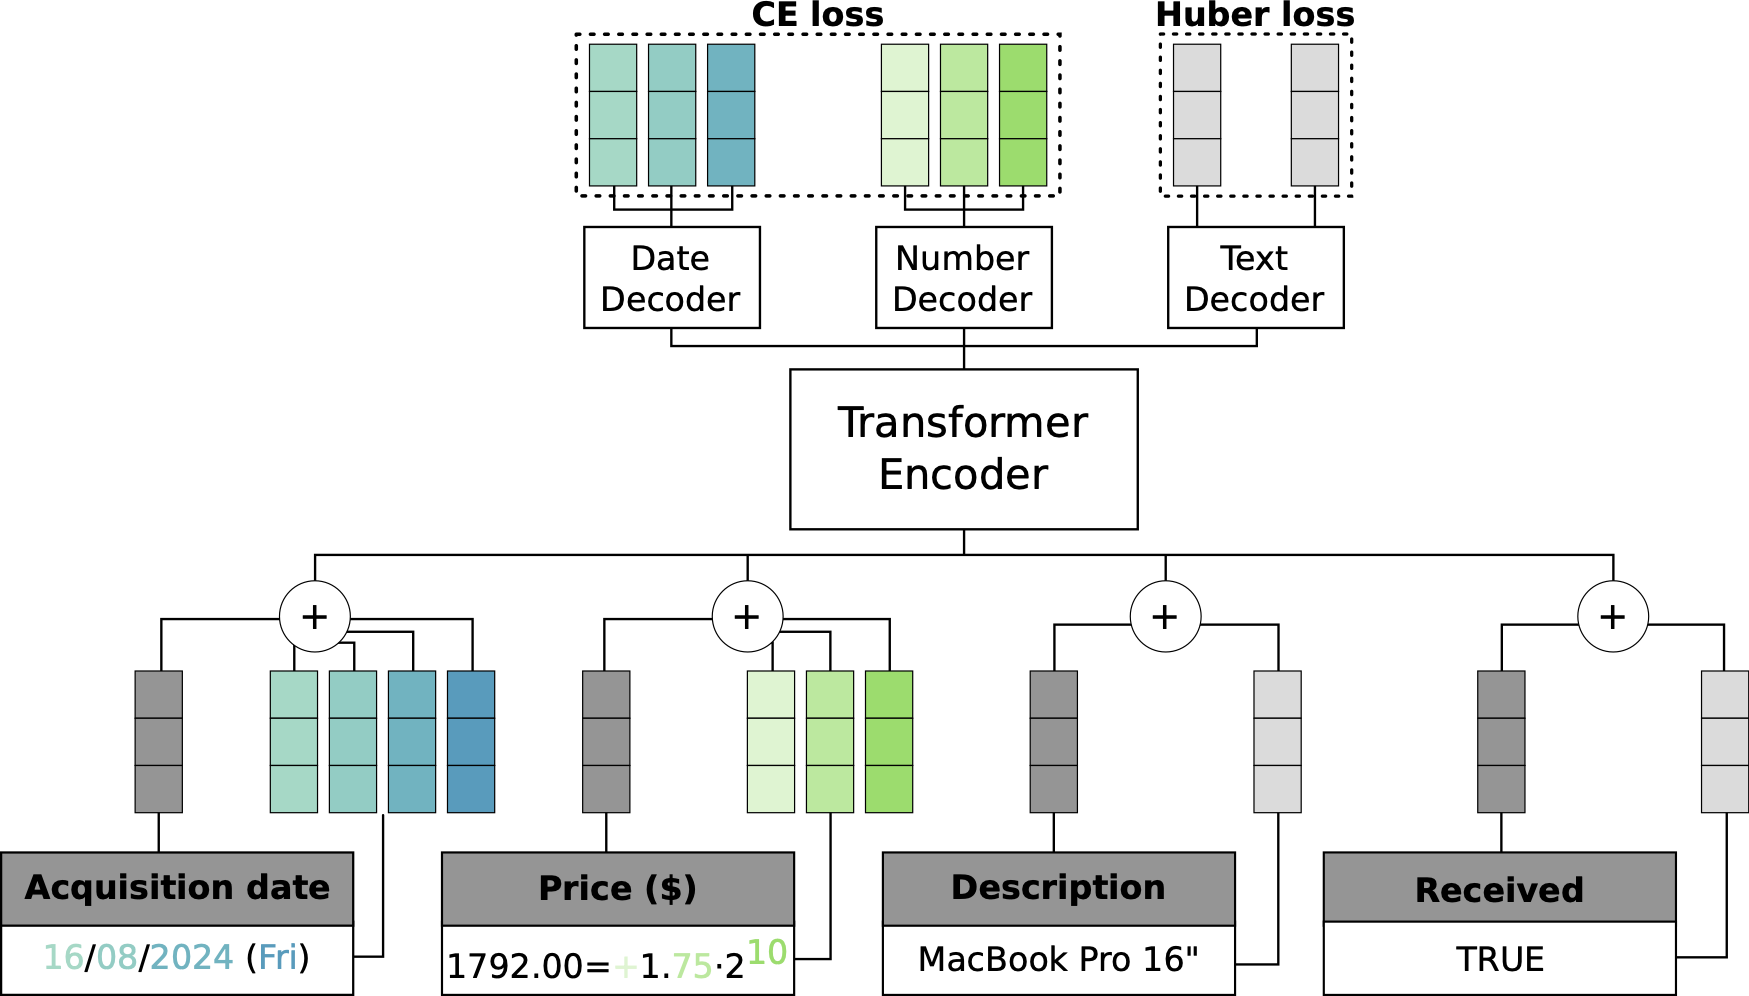 CE loss
Huber loss
Date
Decoder
Number
Decoder
Text
Decoder
Transformer
Encoder
+
+
+
+
Acquisition date
Price ($)
Description
Received
16/08/2024 (Fri)
1792.00=+1.75·2^10
MacBook Pro 16"
TRUE